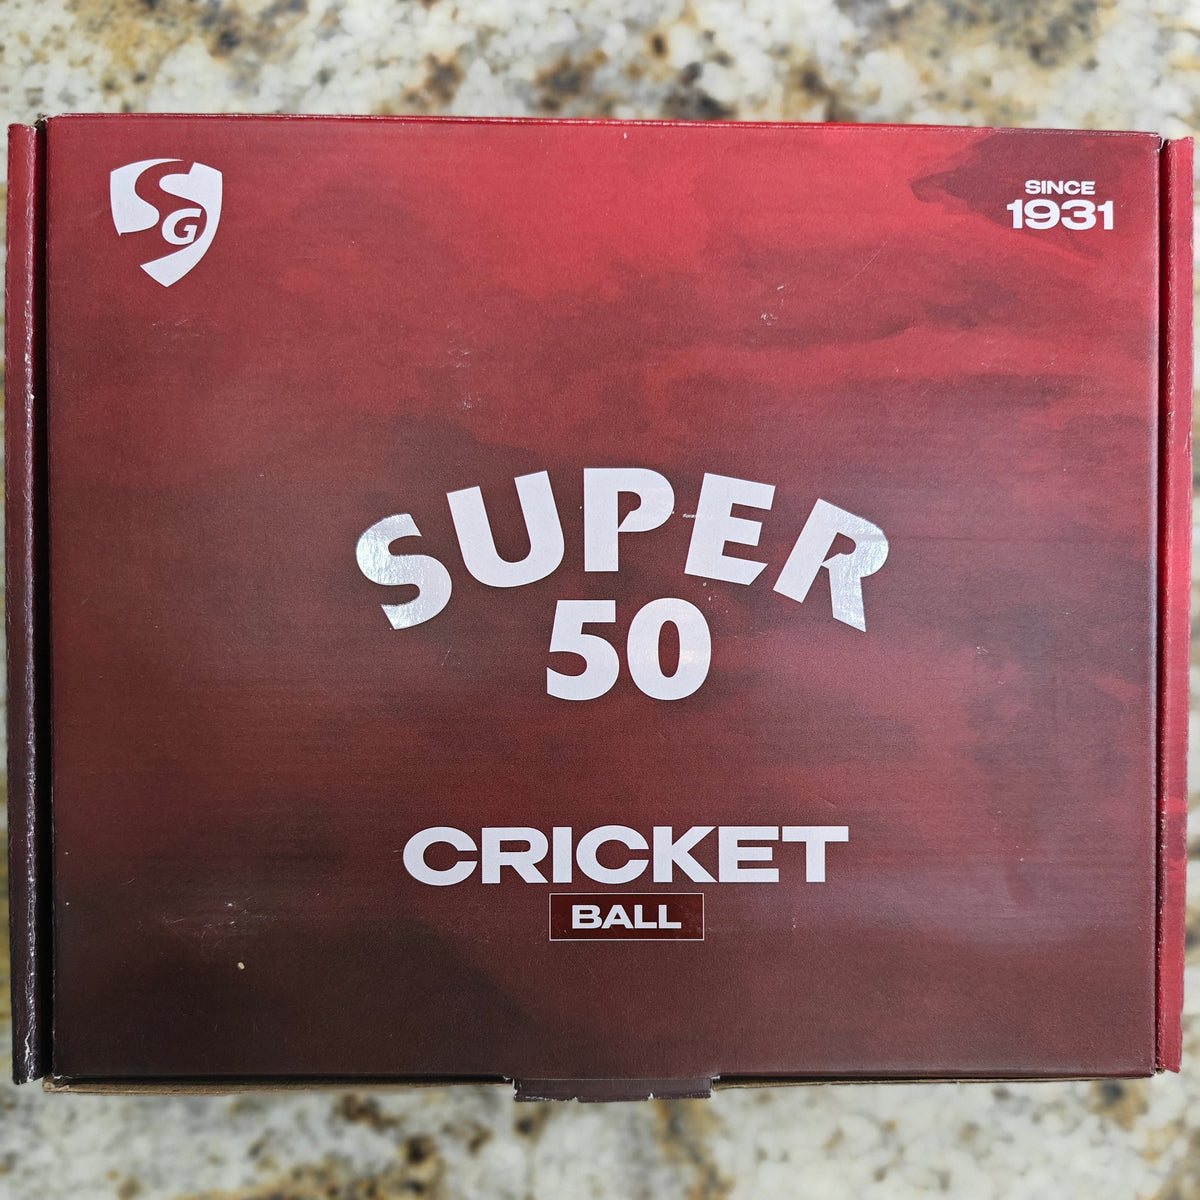 SG
SINCE
1931
SUPER
50
CRICKET
BALL